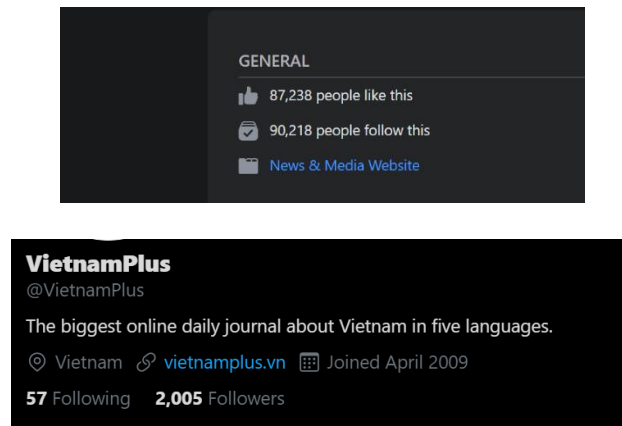 GENERAL
87,238 people like this
90,218 people follow this
News & Media Website
VietnamPlus
@VietnamPlus
The biggest online daily journal about Vietnam in five languages.
Vietnam vietnamplus.vn Joined April 2009
57 Following 2,005 Followers